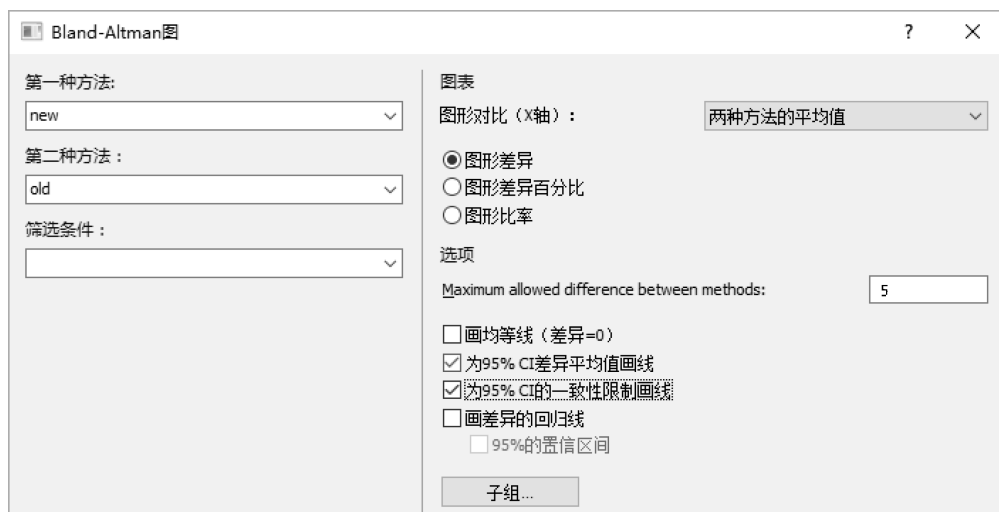 Bland-Altman图
?
第一种方法:
new
第二种方法：
old
筛选条件：
图表
图形对比（X轴）:
两种方法的平均值
图形差异
图形差异百分比
图形比率
选项
Maximum allowed difference between methods:
5
画均等线（差异=0）
为95% CI差异平均值画线
为95% CI的一致性限制画线
画差异的回归线
95%的置信区间
子组...